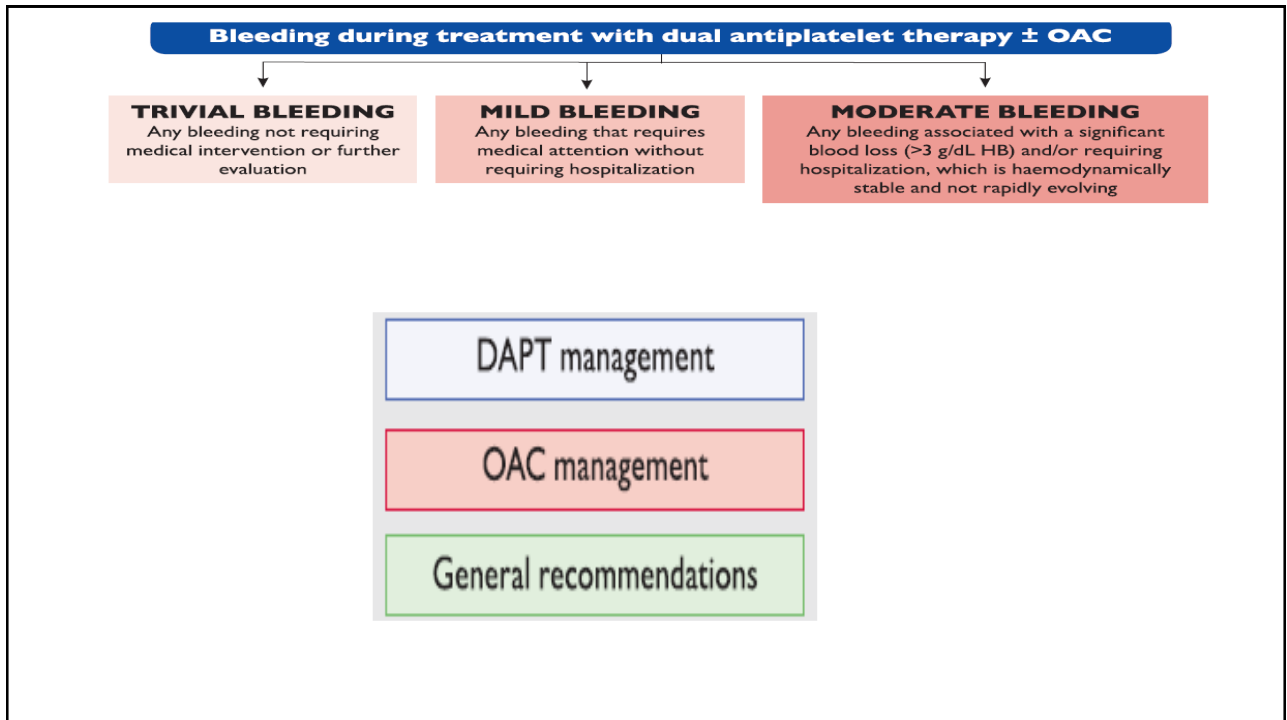 Bleeding during treatment with dual antiplatelet therapy ± OAC
TRIVIAL BLEEDING
Any bleeding not requiring
medical intervention or further
evaluation
MILD BLEEDING
Any bleeding that requires
medical attention without
requiring hospitalization
MODERATE BLEEDING
Any bleeding associated with a significant
blood loss (>3 g/dL HB) and/or requiring
hospitalization, which is haemodynamically
stable and not rapidly evolving
DAPT management
OAC management
General recommendations